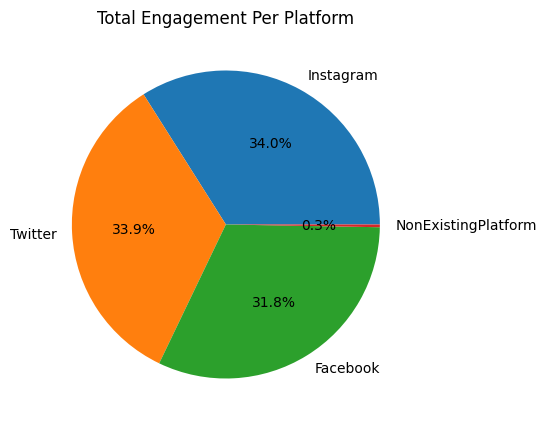 Total Engagement Per Platform
Instagram
34.0%
0.3%
NonExistingPlatform
Twitter
33.9%
31.8%
Facebook